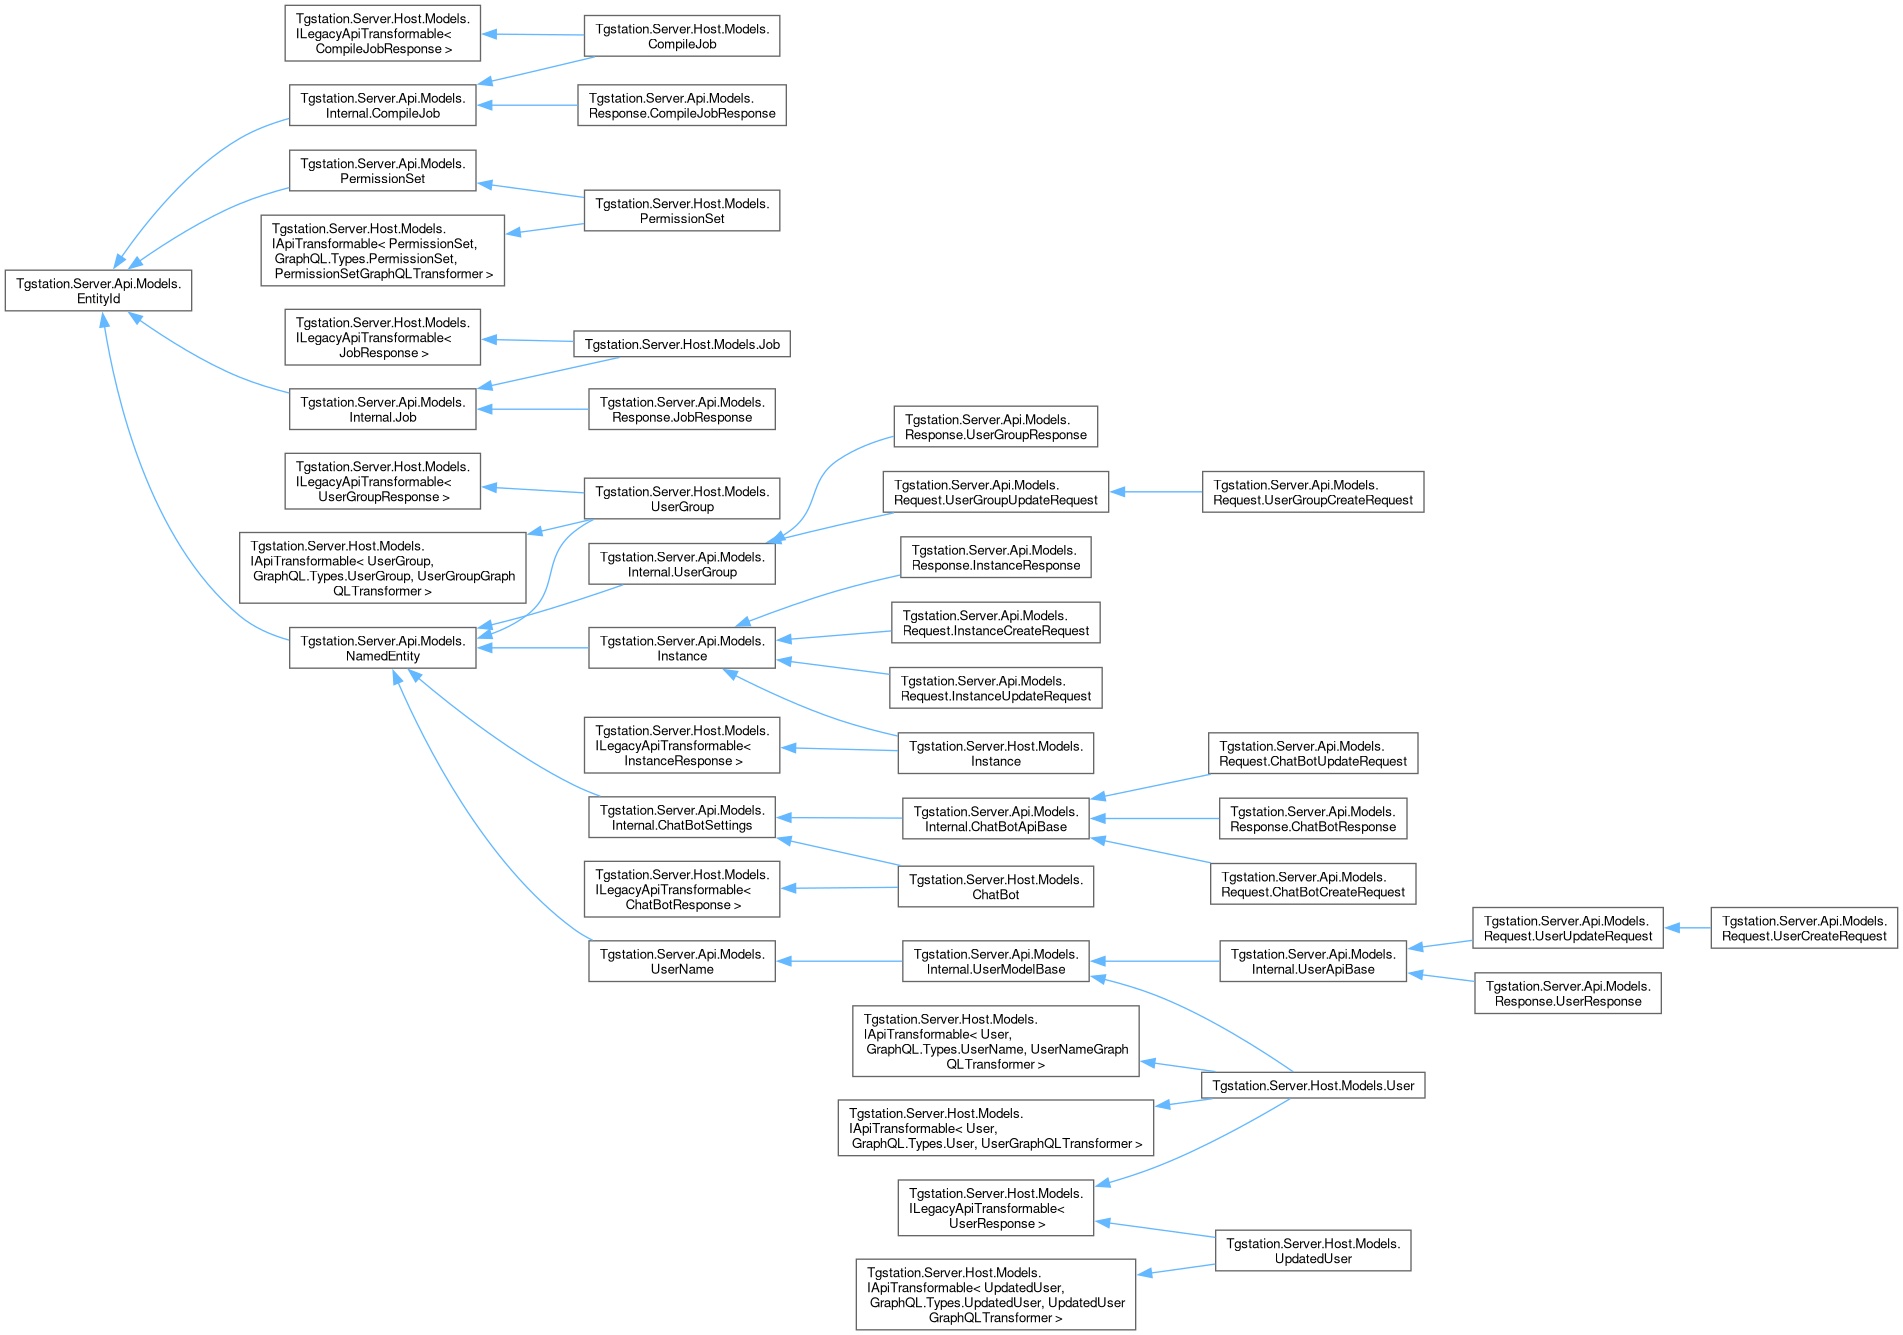 Tgstation.Server.Host.Models.
ILegacyApiTransformable<
CompileJobResponse >
Tgstation.Server.Host.Models.
CompileJob
Tgstation.Server.Api.Models.
Internal.CompileJob
Tgstation.Server.Api.Models.
Response.CompileJobResponse
Tgstation.Server.Api.Models.
PermissionSet
Tgstation.Server.Host.Models.
PermissionSet
Tgstation.Server.Host.Models.
IApiTransformable< PermissionSet,
GraphQL.Types.PermissionSet,
PermissionSetGraphQLTransformer >
Tgstation.Server.Api.Models.
EntityId
Tgstation.Server.Host.Models.
ILegacyApiTransformable<
JobResponse >
Tgstation.Server.Host.Models.Job
Tgstation.Server.Api.Models.
Internal.Job
Tgstation.Server.Api.Models.
Response.JobResponse
Tgstation.Server.Api.Models.
Response.UserGroupResponse
Tgstation.Server.Host.Models.
ILegacyApiTransformable<
UserGroupResponse >
Tgstation.Server.Host.Models.
UserGroup
Tgstation.Server.Api.Models.
Request.UserGroupUpdateRequest
Tgstation.Server.Api.Models.
Request.UserGroupCreateRequest
Tgstation.Server.Host.Models.
IApiTransformable< UserGroup,
GraphQL.Types.UserGroup, UserGroupGraph
QLTransformer >
Tgstation.Server.Api.Models.
Internal.UserGroup
Tgstation.Server.Api.Models.
Response.InstanceResponse
Tgstation.Server.Api.Models.
Request.InstanceCreateRequest
Tgstation.Server.Api.Models.
NamedEntity
Tgstation.Server.Api.Models.
Instance
Tgstation.Server.Api.Models.
Request.InstanceUpdateRequest
Tgstation.Server.Host.Models.
ILegacyApiTransformable<
InstanceResponse >
Tgstation.Server.Host.Models.
Instance
Tgstation.Server.Api.Models.
Request.ChatBotUpdateRequest
Tgstation.Server.Api.Models.
Internal.ChatBotSettings
Tgstation.Server.Api.Models.
Internal.ChatBotApiBase
Tgstation.Server.Api.Models.
Response.ChatBotResponse
Tgstation.Server.Host.Models.
ILegacyApiTransformable<
ChatBotResponse >
Tgstation.Server.Host.Models.
ChatBot
Tgstation.Server.Api.Models.
Request.ChatBotCreateRequest
Tgstation.Server.Api.Models.
UserName
Tgstation.Server.Api.Models.
Internal.UserModelBase
Tgstation.Server.Api.Models.
Internal.UserApiBase
Tgstation.Server.Api.Models.
Request.UserUpdateRequest
Tgstation.Server.Api.Models.
Request.UserCreateRequest
Tgstation.Server.Api.Models.
Response.UserResponse
Tgstation.Server.Host.Models.
IApiTransformable< User,
GraphQL.Types.UserName, UserNameGraph
QLTransformer >
Tgstation.Server.Host.Models.User
Tgstation.Server.Host.Models.
IApiTransformable< User,
GraphQL.Types.User, UserGraphQLTransformer >
Tgstation.Server.Host.Models.
ILegacyApiTransformable<
UserResponse >
Tgstation.Server.Host.Models.
UpdatedUser
Tgstation.Server.Host.Models.
IApiTransformable< UpdatedUser,
GraphQL.Types.UpdatedUser, UpdatedUser
GraphQLTransformer >